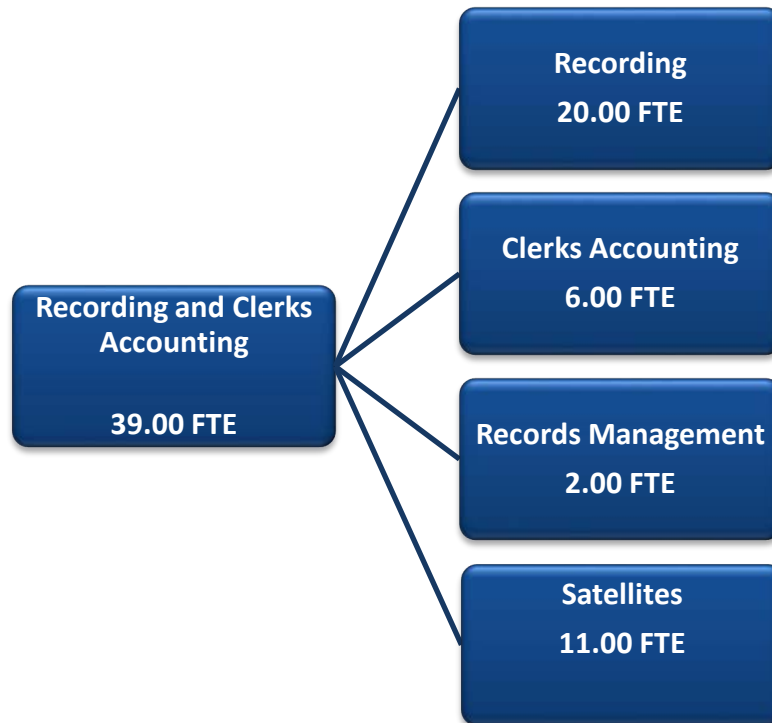 Recording and Clerks
Accounting
39.00 FTE
Recording
20.00 FTE
Clerks Accounting
6.00 FTE
Records Management
2.00 FTE
Satellites
11.00 FTE